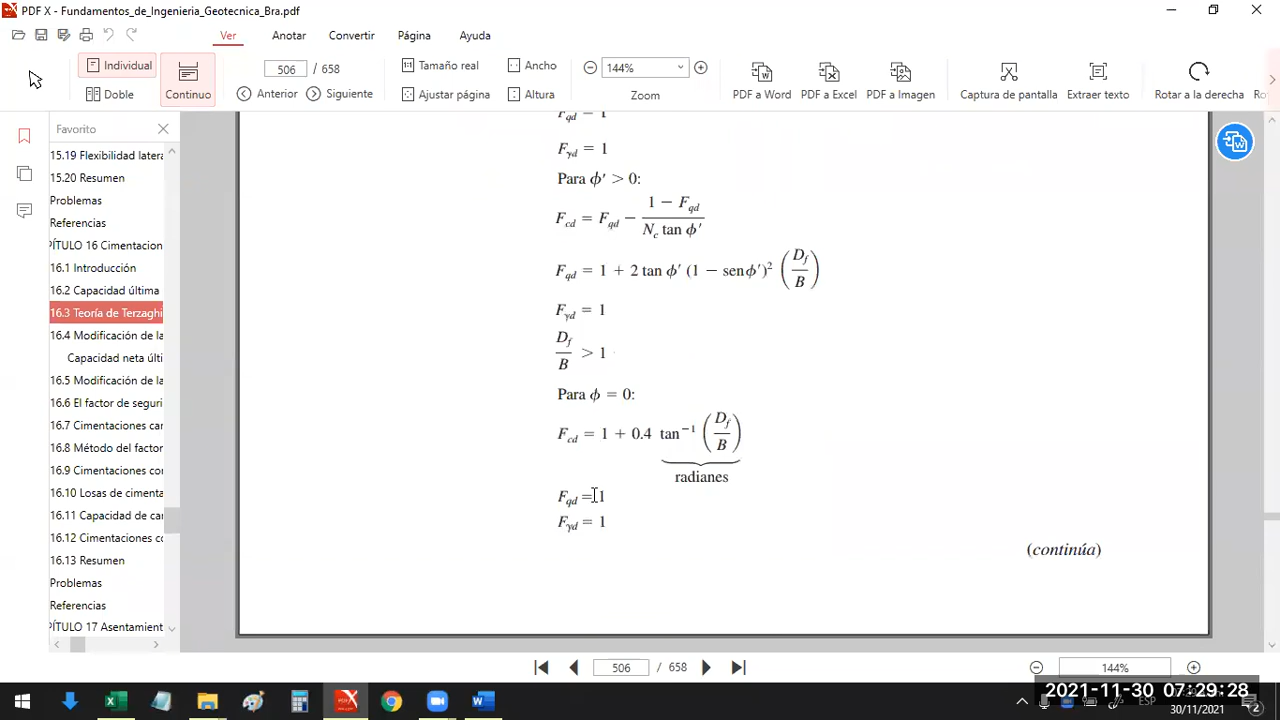 PDF X - Fundamentos_de_Ingenieria_Geotecnica_Bra.pdf
Ver Anotar Convertir Página Ayuda
Individual
Doble
Continuo
506 / 658
Anterior Siguiente
Tamaño real
Ajustar página
Ancho
Altura
144%
Zoom
PDF a Word
PDF a Excel
PDF a Imagen
Captura de pantalla
Extraer texto
Rotar a la derecha
Favorito
15.19 Flexibilidad latera
15.20 Resumen
Problemas
Referencias
PÍTULO 16 Cimentacion
16.1 Introducción
16.2 Capacidad última
16.3 Teoría de Terzaghi
16.4 Modificación de la
Capacidad neta últi
16.5 Modificación de la
16.6 El factor de seguri
16.7 Cimentaciones car
16.8 Método del factor
16.9 Cimentaciones cor
16.10 Losas de cimenta
16.11 Capacidad de car
16.12 Cimentaciones co
16.13 Resumen
Problemas
Referencias
PÍTULO 17 Asentamient
F_qd = 1
F_γd = 1
Para ϕ′ > 0:
F_cd = F_qd − (1 − F_qd) / (N_c tan ϕ′)
F_qd = 1 + 2 tan ϕ′ (1 − senϕ′)² (D_f / B)
F_γd = 1
D_f / B > 1
Para ϕ = 0:
F_cd = 1 + 0.4 tan⁻¹ (D_f / B)
radianes
F_qd = 1
F_γd = 1
(continúa)
506 / 658
144%
2021-11-30 07:29:28
ESP
30/11/2021
2